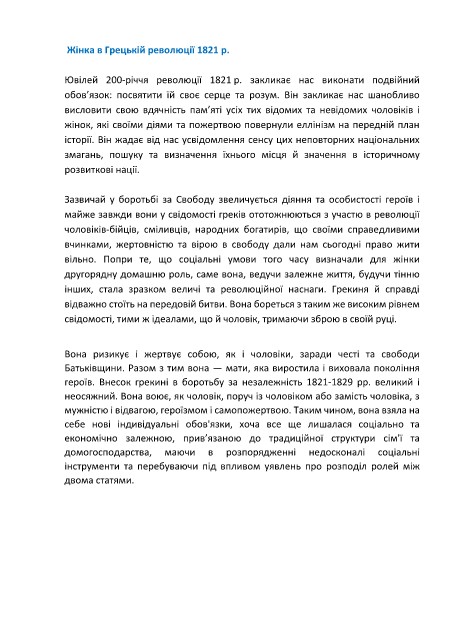 Жінка в Грецькій революції 1821 р.
Ювілей 200-річчя революції 1821 р. закликає нас виконати подвійний
обов’язок: посвятити їй своє серце та розум. Він закликає нас шанобливо
висловити свою вдячність пам’яті усіх тих відомих та невідомих чоловіків і
жінок, які своїми діями та пожертвою повернули еллінізм на передній план
історії. Він жадає від нас усвідомлення сенсу цих неповторних національних
змагань, пошуку та визначення їхнього місця й значення в історичному
розвиткові нації.
Зазвичай у боротьбі за Свободу звеличується діяння та особистості героїв і
майже завжди вони у свідомості греків ототожнюються з участю в революції
чоловіків-бійців, сміливців, народних богатирів, що своїми справедливими
вчинками, жертовністю та вірою в свободу дали нам сьогодні право жити
вільно. Попри те, що соціальні умови того часу визначали для жінки
другорядну домашню роль, саме вона, ведучи залежне життя, будучи тінню
інших, стала зразком величі та революційної наснаги. Грекиня й справді
відважно стоїть на передовій битви. Вона бореться з таким же високим рівнем
свідомості, тими ж ідеалами, що й чоловік, тримаючи зброю в своїй руці.
Вона ризикує і жертвує собою, як і чоловіки, заради честі та свободи
Батьківщини. Разом з тим вона — мати, яка виростила і виховала покоління
героїв. Внесок грекині в боротьбу за незалежність 1821-1829 рр. великий і
неосяжний. Вона воює, як чоловік, поруч із чоловіком або замість чоловіка, з
мужністю і відвагою, героїзмом і самопожертвою. Таким чином, вона взяла на
себе нові індивідуальні обов'язки, хоча все ще лишалася соціально та
економічно залежною, прив’язаною до традиційної структури сім'ї та
домогосподарства, маючи в розпорядженні недосконалі соціальні
інструменти та перебуваючи під впливом уявлень про розподіл ролей між
двома статями.